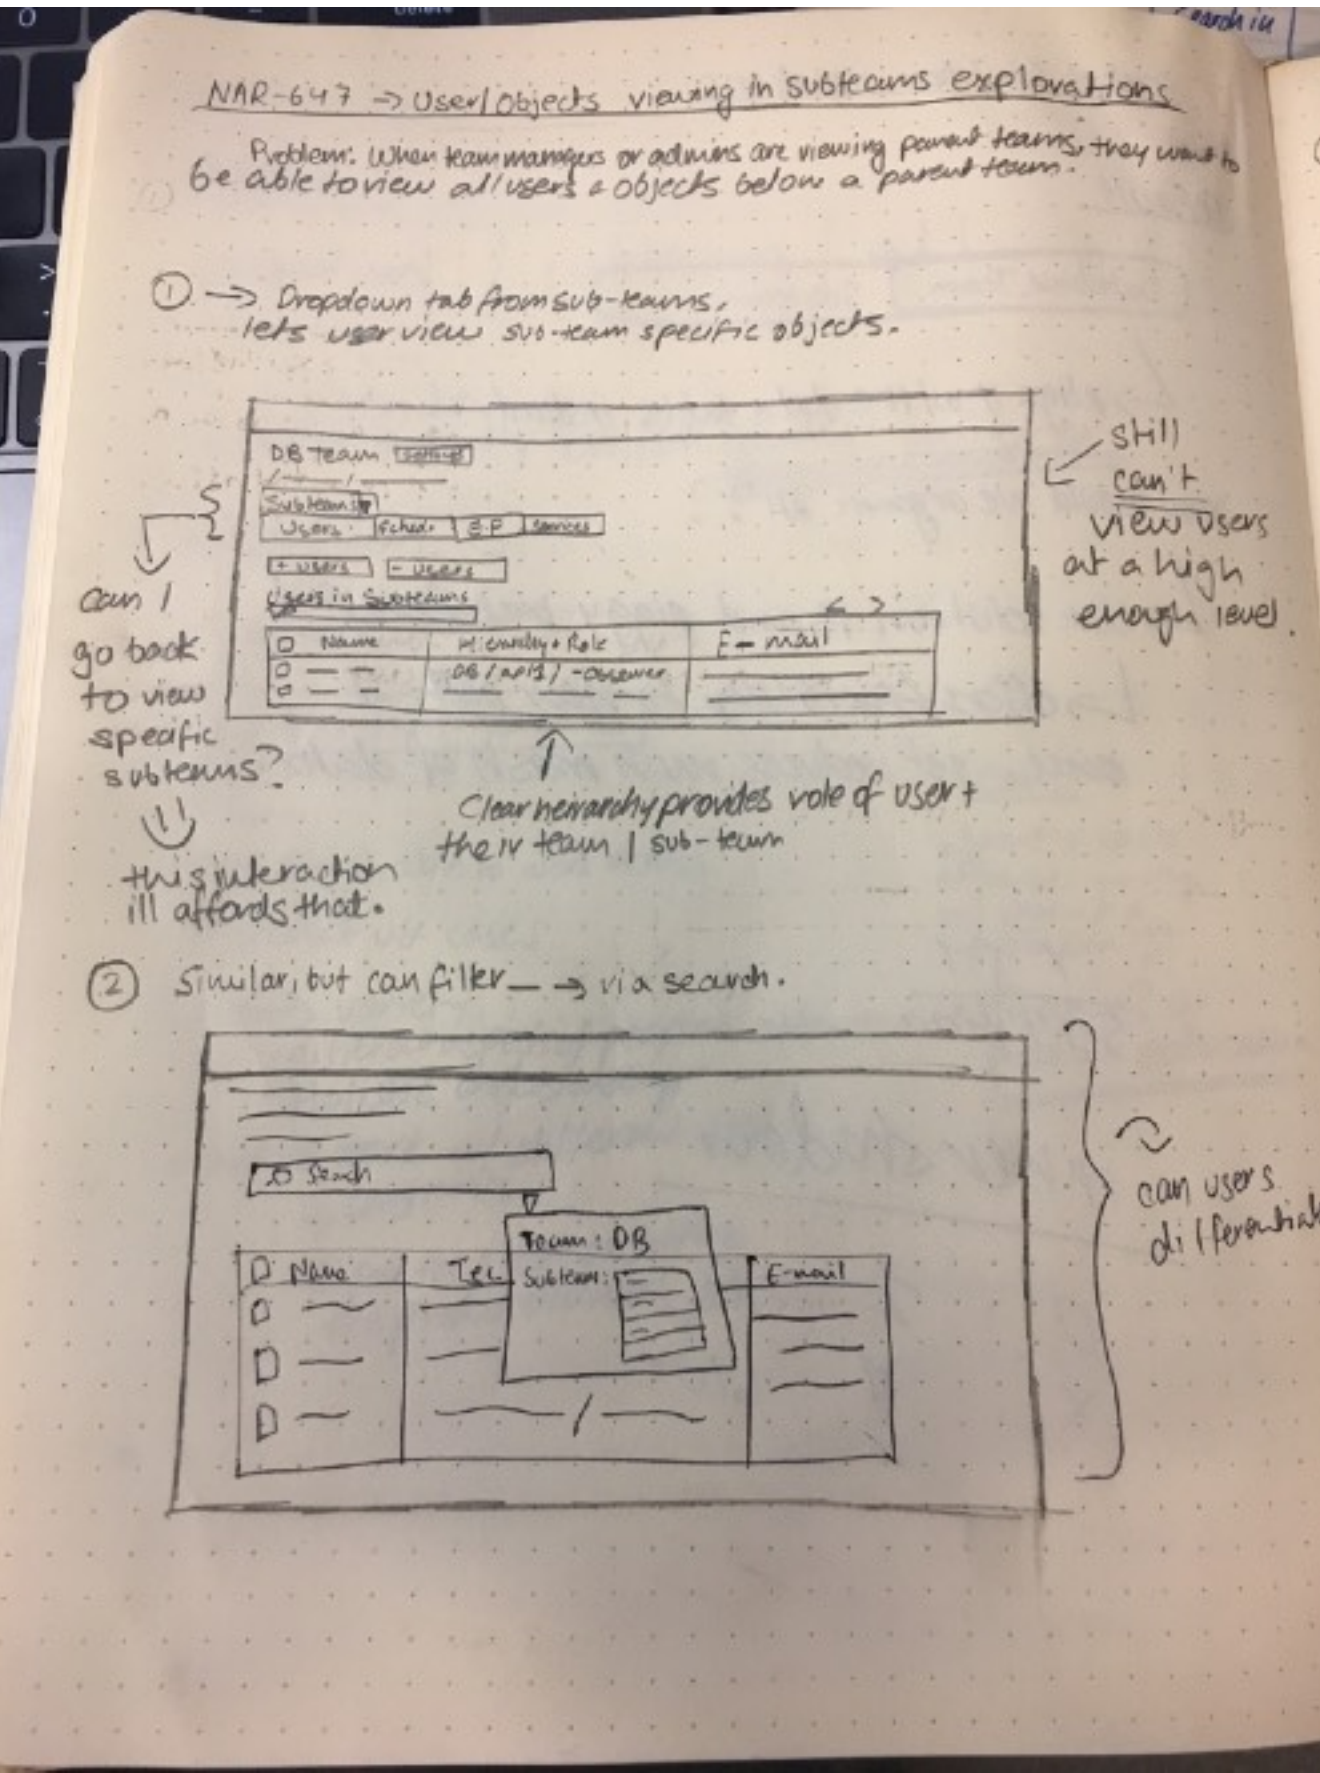 Delete
O
>
Search in
NAR-647 → User/Objects viewing in subteams explorations
Problem: When team managers or admins are viewing parent teams, they want to
be able to view all users & objects below a parent team.
① → Dropdown tab from sub-teams,
lets user view sub-team specific objects.
DB Team Settings
Subteams
Users Sched. E.P Services
+ users - users
Users in Subteams
< >
Name Hierarchy + Role E-mail
DB / API1 / -Observer
still
can't
view users
at a high
enough level.
can I
go back
to view
specific
subteams?
this interaction
ill affords that.
Clear heirarchy provides role of user +
their team / sub-team
② Similar, but can filter → via search.
Search
Team: DB
Subteam:
Name E-mail
can users